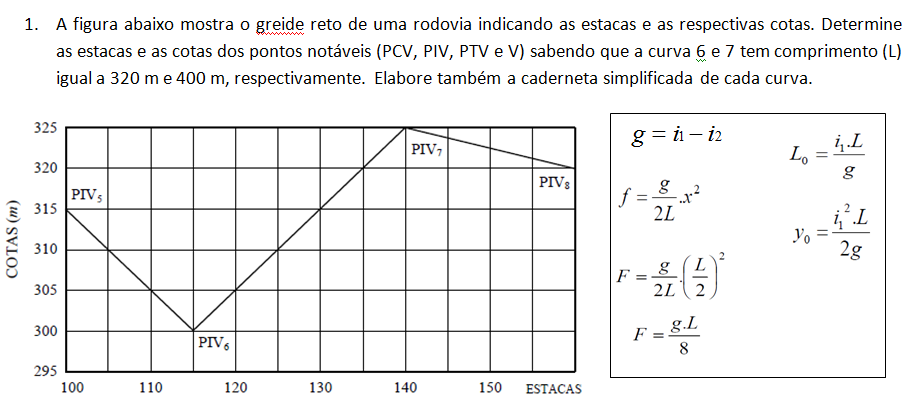 1. A figura abaixo mostra o greide reto de uma rodovia indicando as estacas e as respectivas cotas. Determine
as estacas e as cotas dos pontos notáveis (PCV, PIV, PTV e V) sabendo que a curva 6 e 7 tem comprimento (L)
igual a 320 m e 400 m, respectivamente. Elabore também a caderneta simplificada de cada curva.
COTAS (m)
325
320
315
310
305
300
295
PIV₅
PIV₆
PIV₇
PIV₈
100 110 120 130 140 150 ESTACAS
g = i₁ − i₂
f = g/2L .x²
F = g/2L .(L/2)²
F = g.L/8
L₀ = i₁.L/g
y₀ = i₁².L/2g